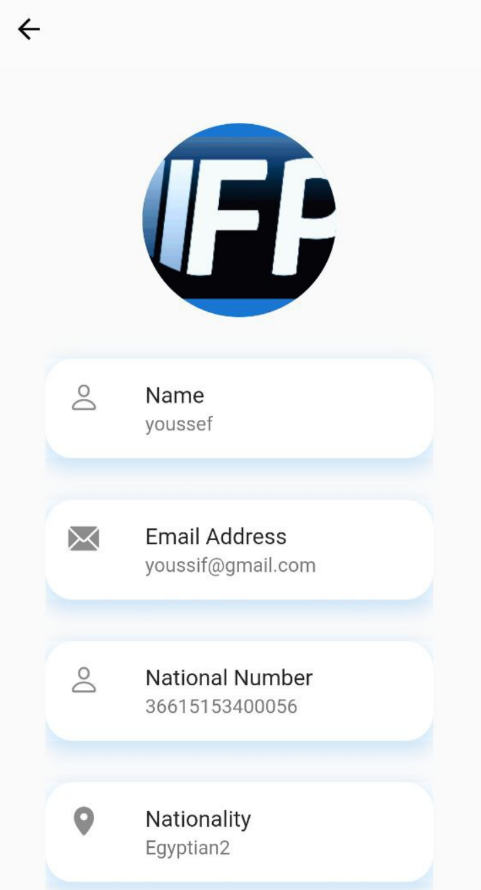 IFP
Name
youssef
Email Address
youssif@gmail.com
National Number
36615153400056
Nationality
Egyptian2